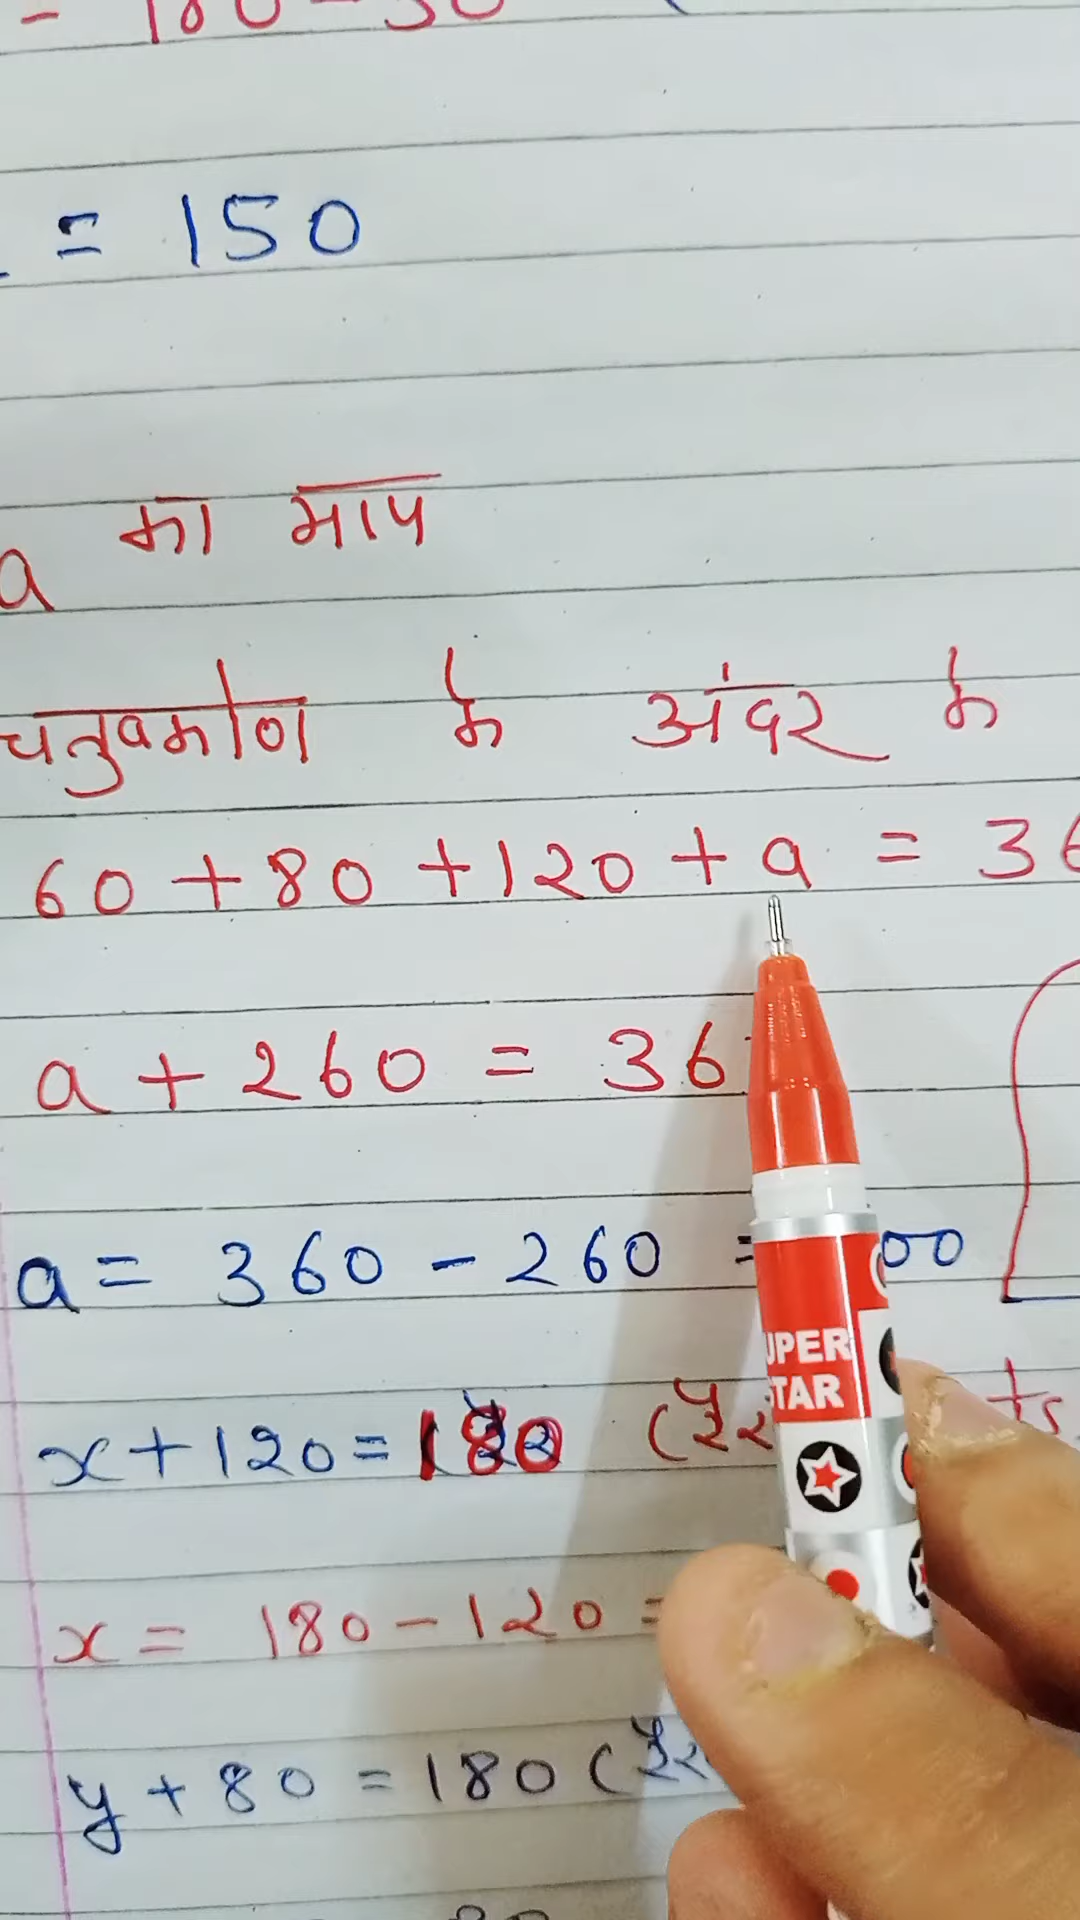 = 150
a का माप
चतुष्कोण के अंदर के
60 + 80 + 120 + a = 36
a + 260 = 36
a = 360 - 260 = 00
UPER
TAR
x + 120 = 180
x = 180 - 120 =
y + 80 = 180